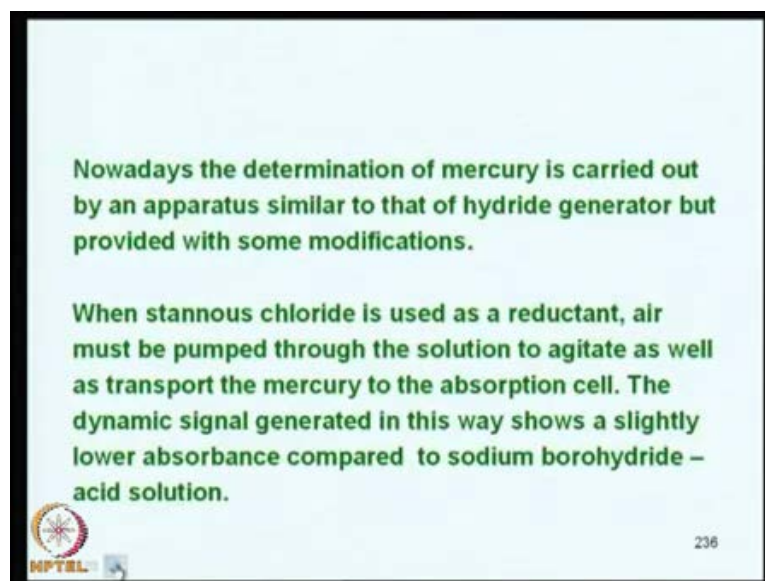 Nowadays the determination of mercury is carried out
by an apparatus similar to that of hydride generator but
provided with some modifications.
When stannous chloride is used as a reductant, air
must be pumped through the solution to agitate as well
as transport the mercury to the absorption cell. The
dynamic signal generated in this way shows a slightly
lower absorbance compared to sodium borohydride –
acid solution.
236
NPTEL